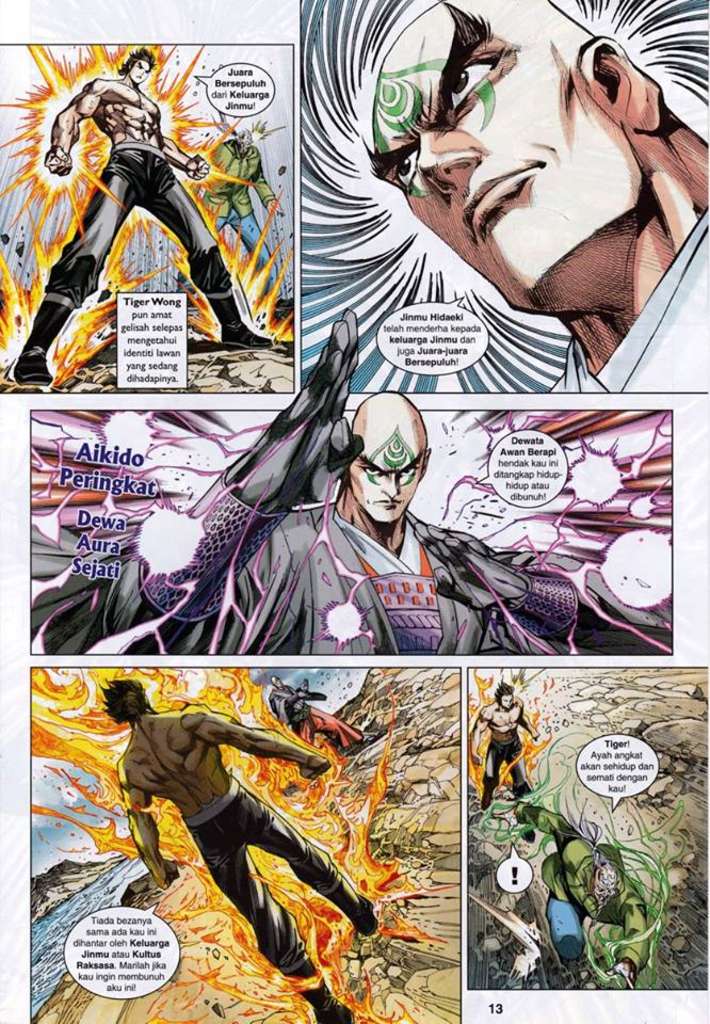 Juara
Bersepuluh
dari Keluarga
Jinmu!
Tiger Wong
pun amat
gelisah selepas
mengetahui
identiti lawan
yang sedang
dihadapinya.
Jinmu Hidaeki
telah menderha kepada
keluarga Jinmu dan
juga Juara-juara
Bersepuluh!
Aikido
Peringkat
Dewa
Aura
Sejati
Dewata
Awan Berapi
hendak kau ini
ditangkap hidup-
hidup atau
dibunuh!
Tiada bezanya
sama ada kau ini
dihantar oleh Keluarga
Jinmu atau Kultus
Raksasa. Marilah jika
kau ingin membunuh
aku ini!
Tiger!
Ayah angkat
akan sehidup dan
semati dengan
kau!
!
13